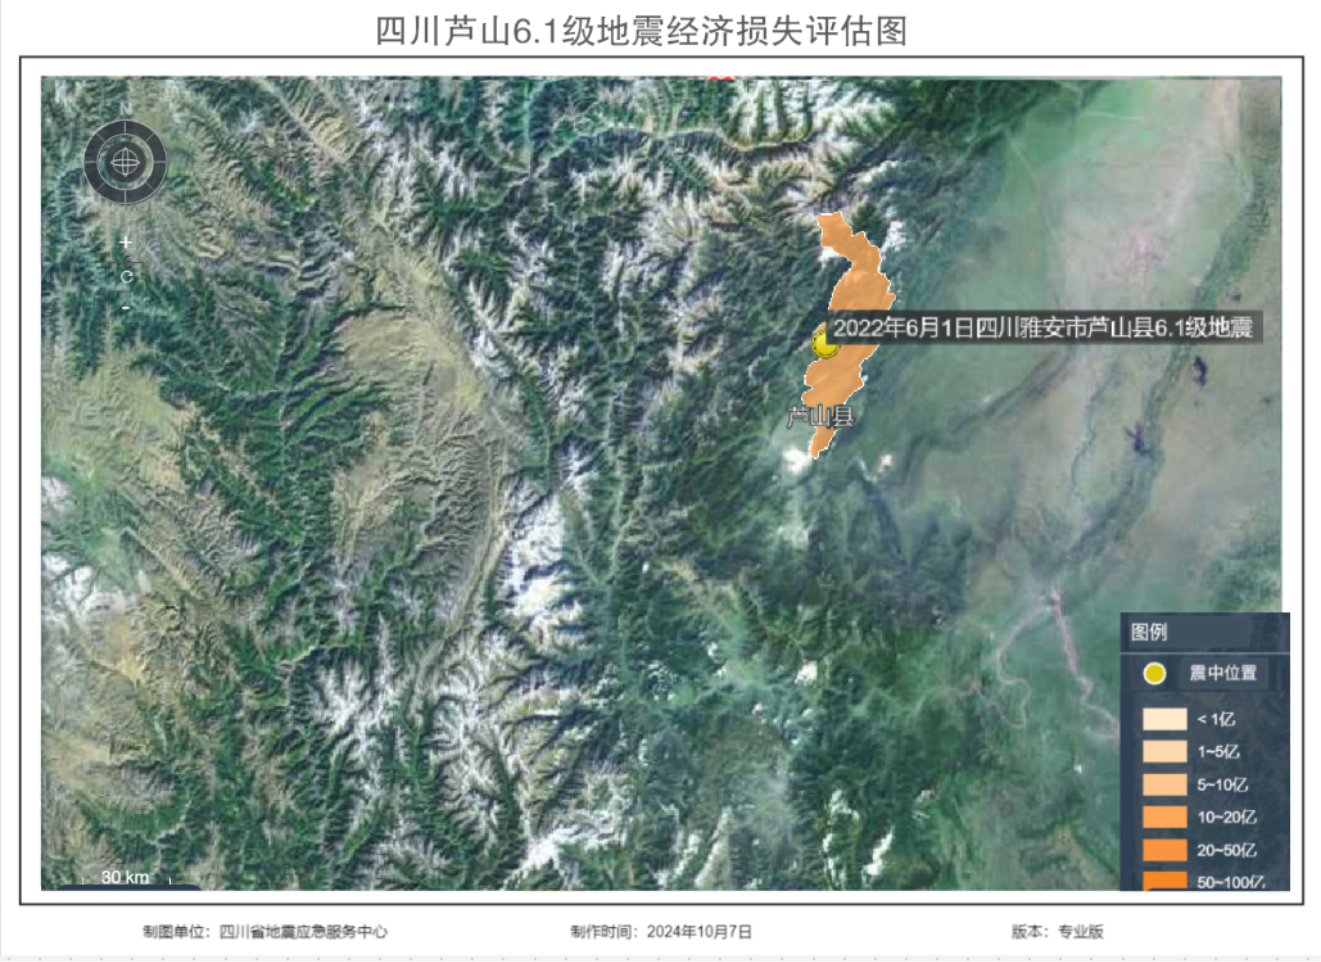 四川芦山6.1级地震经济损失评估图
N
+
-
2022年6月1日四川雅安市芦山县6.1级地震
芦山县
图例
震中位置
< 1亿
1~5亿
5~10亿
10~20亿
20~50亿
50~100亿
30 km
制图单位：四川省地震应急服务中心
制作时间：2024年10月7日
版本：专业版